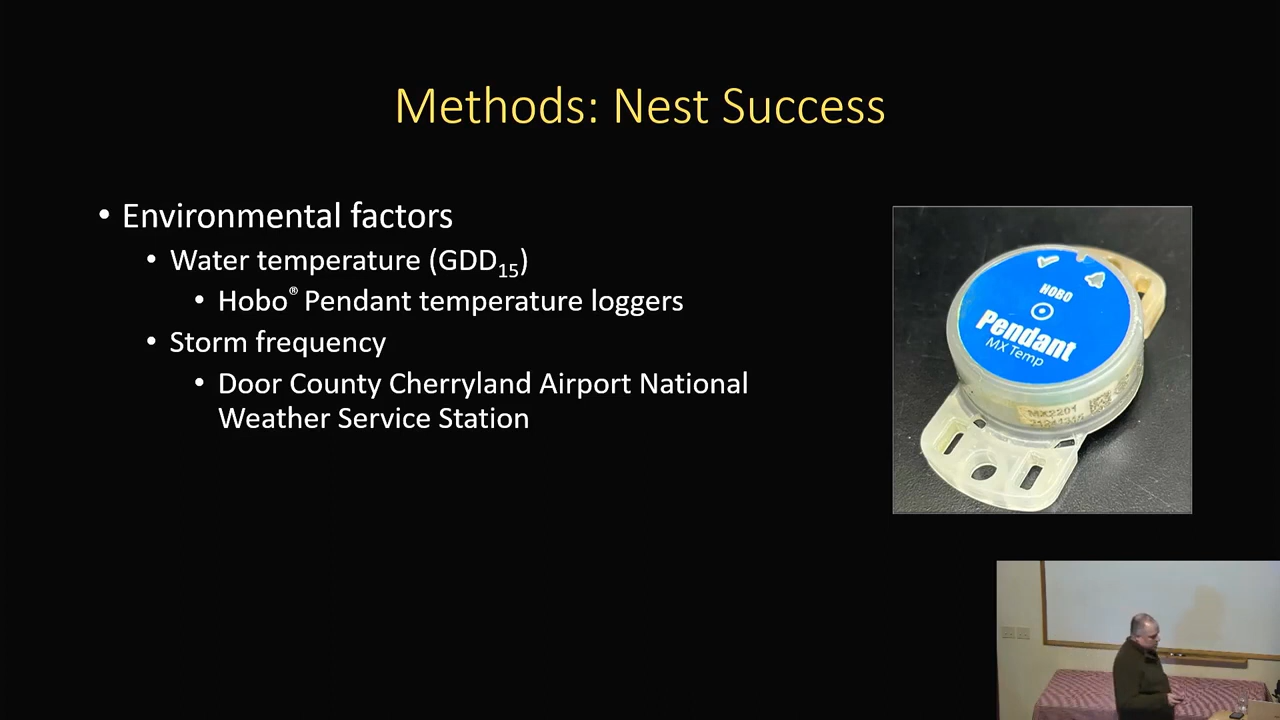 Methods: Nest Success
• Environmental factors
• Water temperature (GDD15)
• Hobo® Pendant temperature loggers
• Storm frequency
• Door County Cherryland Airport National
Weather Service Station
HOBO
Pendant
MX Temp
MX2201